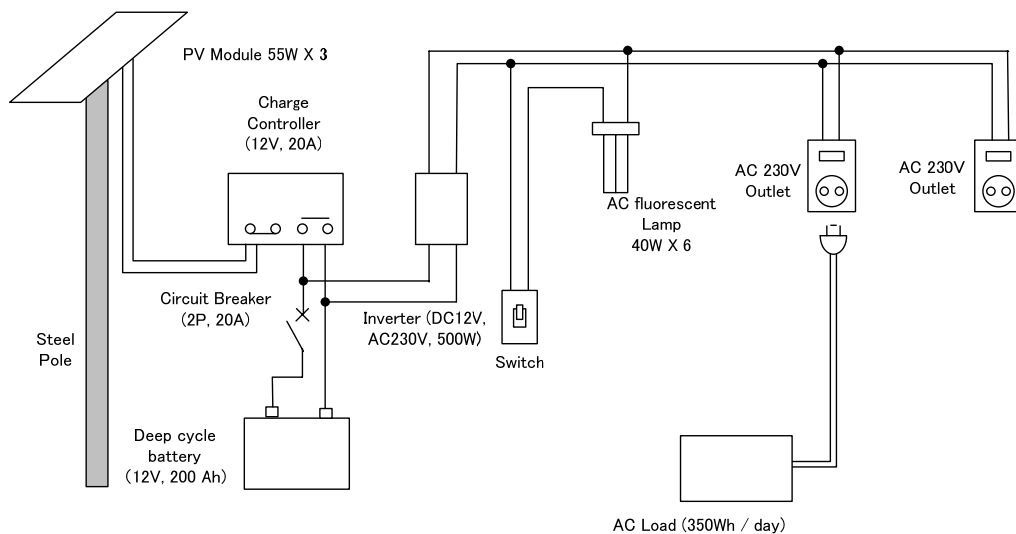 PV Module 55W X 3
Charge
Controller
(12V, 20A)
AC 230V
Outlet
AC 230V
Outlet
AC fluorescent
Lamp
40W X 6
Circuit Breaker
(2P, 20A)
Inverter (DC12V,
AC230V, 500W)
Steel
Pole
Switch
Deep cycle
battery
(12V, 200 Ah)
AC Load (350Wh / day)